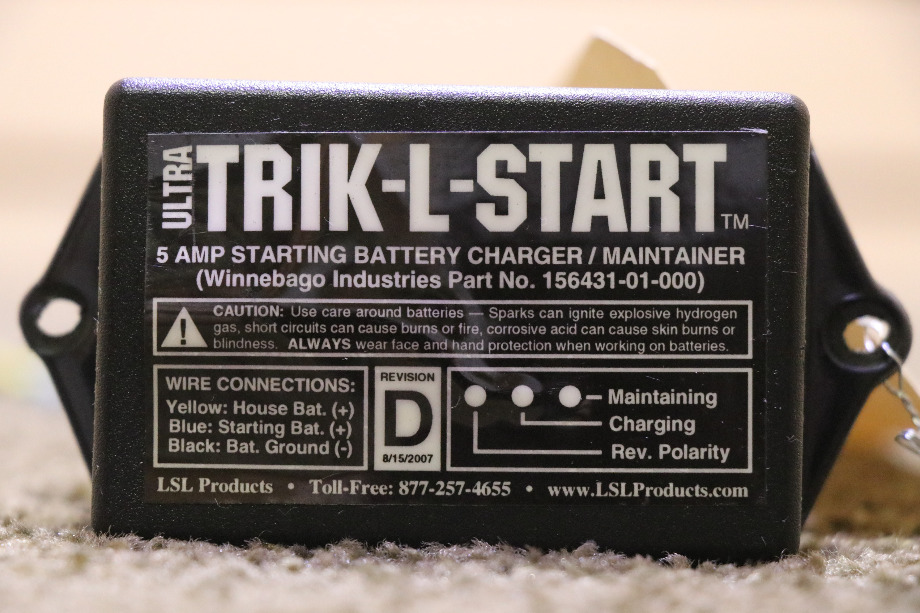 ULTRA TRIK-L-START TM
5 AMP STARTING BATTERY CHARGER / MAINTAINER
(Winnebago Industries Part No. 156431-01-000)
CAUTION: Use care around batteries — Sparks can ignite explosive hydrogen
gas, short circuits can cause burns or fire, corrosive acid can cause skin burns or
blindness. ALWAYS wear face and hand protection when working on batteries.
WIRE CONNECTIONS:
Yellow: House Bat. (+)
Blue: Starting Bat. (+)
Black: Bat. Ground (-)
REVISION
D
8/15/2007
Maintaining
Charging
Rev. Polarity
LSL Products • Toll-Free: 877-257-4655 • www.LSLProducts.com